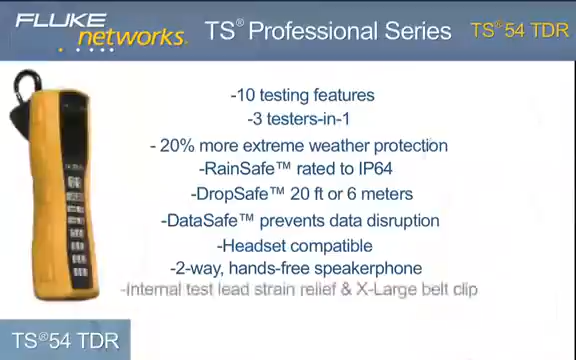 FLUKE networks®
TS® Professional Series
TS®54 TDR
-10 testing features
-3 testers-in-1
- 20% more extreme weather protection
-RainSafe™ rated to IP64
-DropSafe™ 20 ft or 6 meters
-DataSafe™ prevents data disruption
-Headset compatible
-2-way, hands-free speakerphone
-Internal test lead strain relief & X-Large belt clip
TS®54 TDR